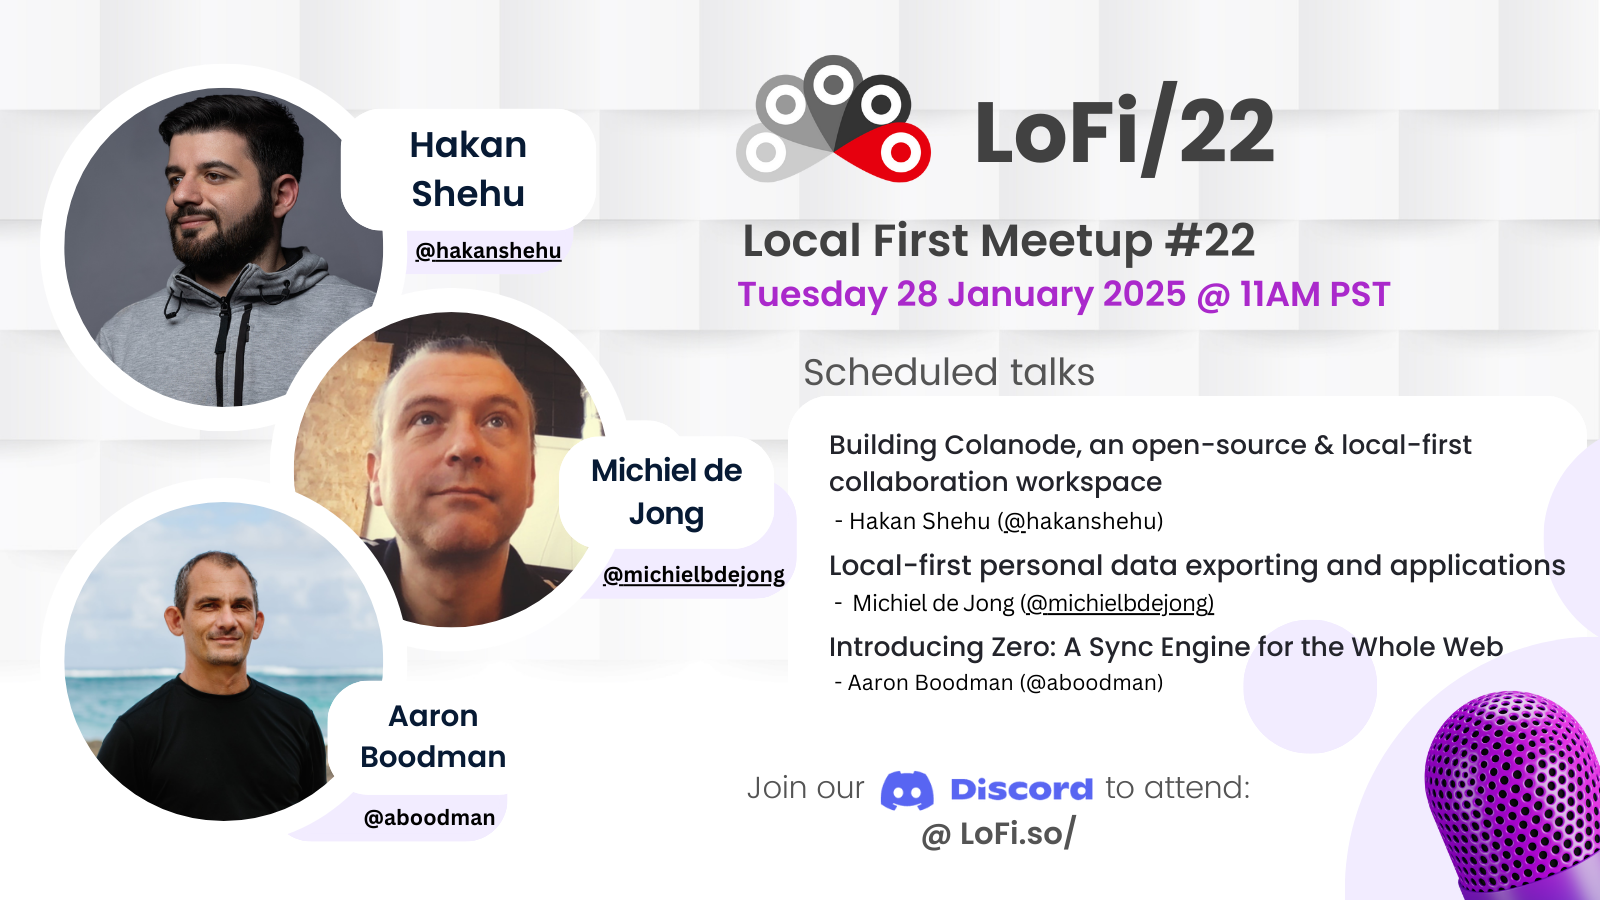 Hakan
Shehu
@hakanshehu
Michiel de
Jong
@michielbdejong
Aaron
Boodman
@aboodman
LoFi/22
Local First Meetup #22
Tuesday 28 January 2025 @ 11AM PST
Scheduled talks
Building Colanode, an open-source & local-first
collaboration workspace
- Hakan Shehu (@hakanshehu)
Local-first personal data exporting and applications
- Michiel de Jong (@michielbdejong)
Introducing Zero: A Sync Engine for the Whole Web
- Aaron Boodman (@aboodman)
Join our Discord to attend:
@ LoFi.so/